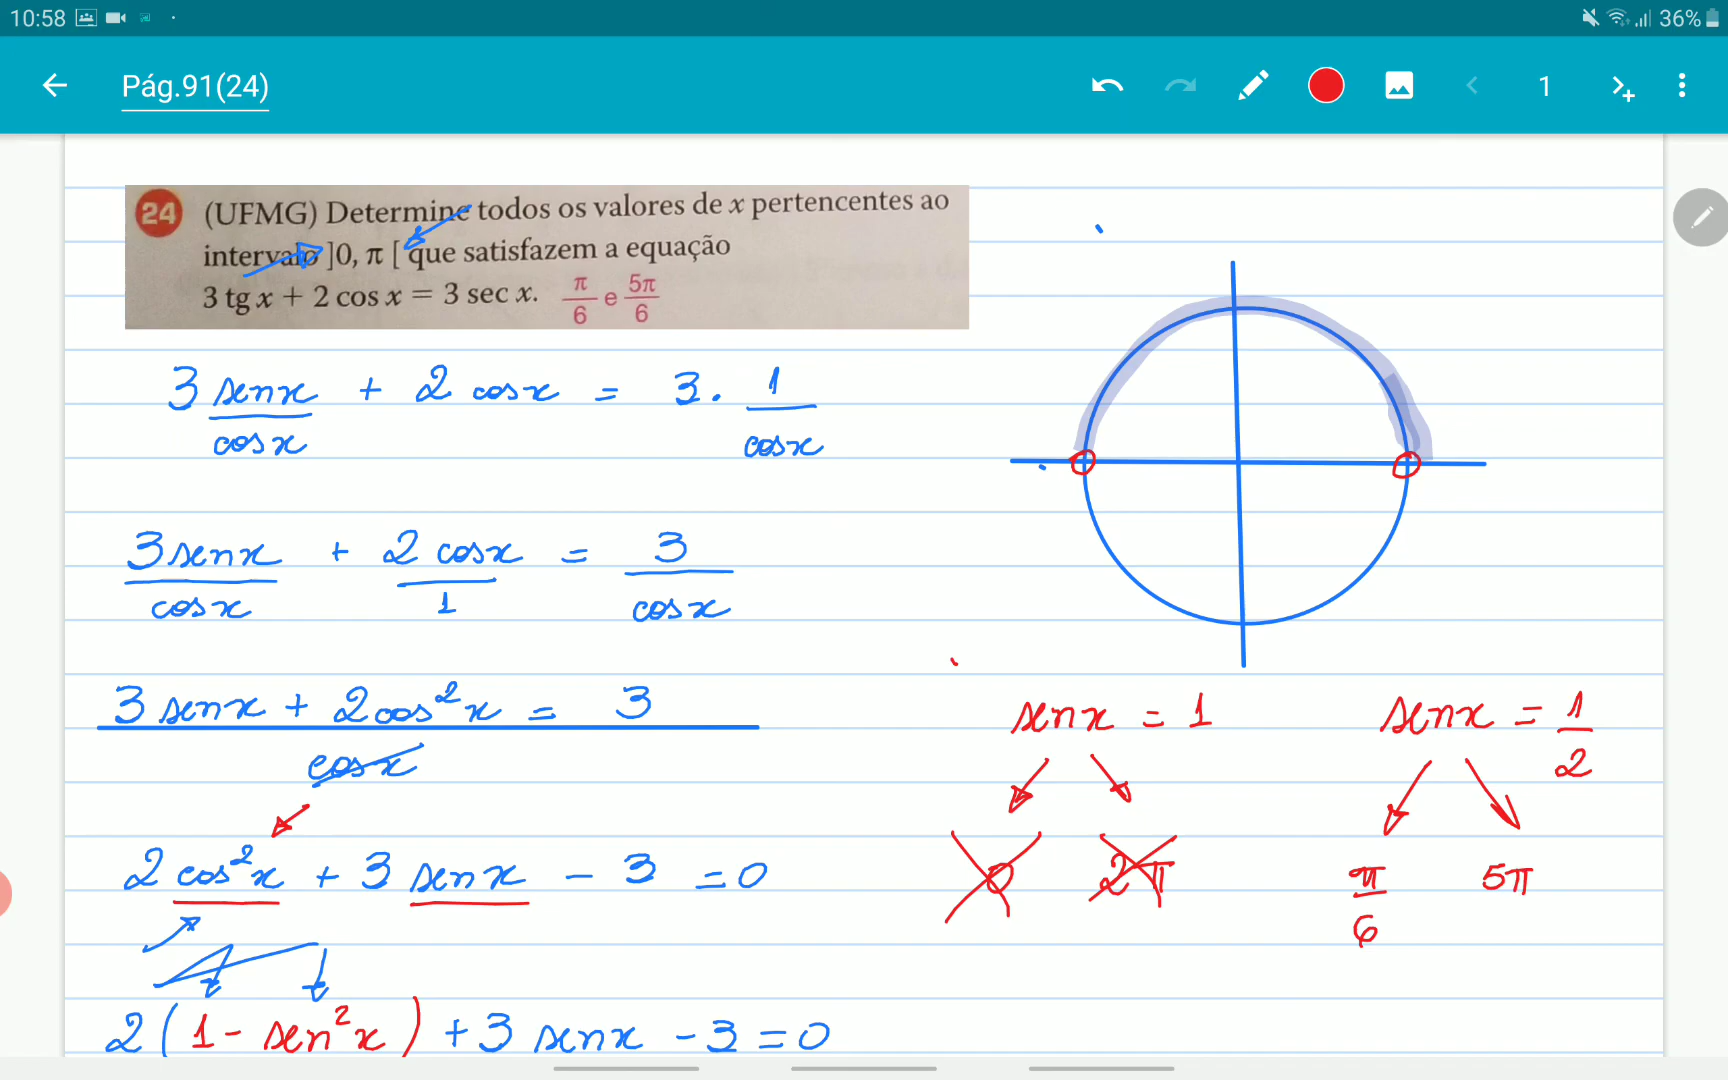 10:58
36%
Pág.91(24)
1
24 (UFMG) Determine todos os valores de x pertencentes ao
intervalo ]0, π [ que satisfazem a equação
3 tg x + 2 cos x = 3 sec x. π/6 e 5π/6
3 senx/cosx + 2 cosx = 3 . 1/cosx
3senx/cosx + 2 cosx/1 = 3/cosx
3 senx + 2cos²x = 3
cosx
2 cos²x + 3 senx - 3 = 0
2(1 - sen²x) + 3 senx - 3 = 0
senx = 1
0 2π
senx = 1/2
π/6 5π